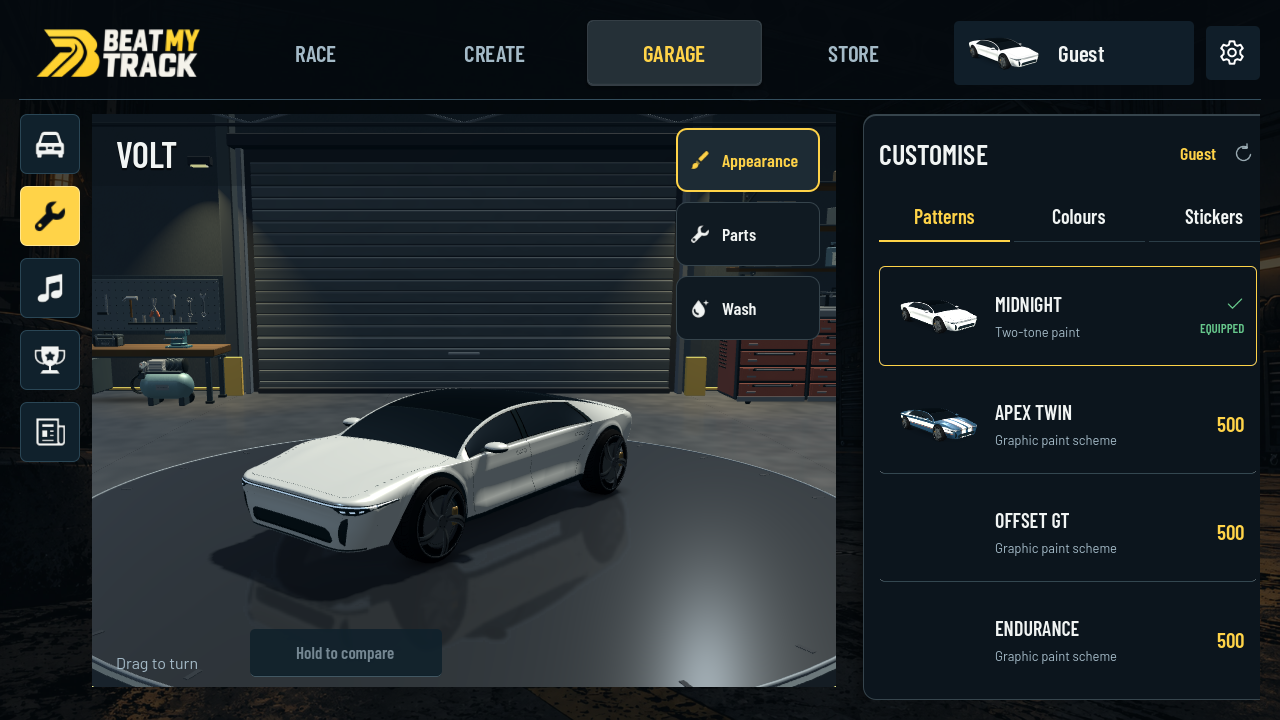 BEAT MY
TRACK
RACE
CREATE
GARAGE
STORE
Guest
VOLT
Appearance
Parts
Wash
Hold to compare
Drag to turn
CUSTOMISE
Guest
Patterns
Colours
Stickers
MIDNIGHT
Two-tone paint
EQUIPPED
APEX TWIN
Graphic paint scheme
500
OFFSET GT
Graphic paint scheme
500
ENDURANCE
Graphic paint scheme
500